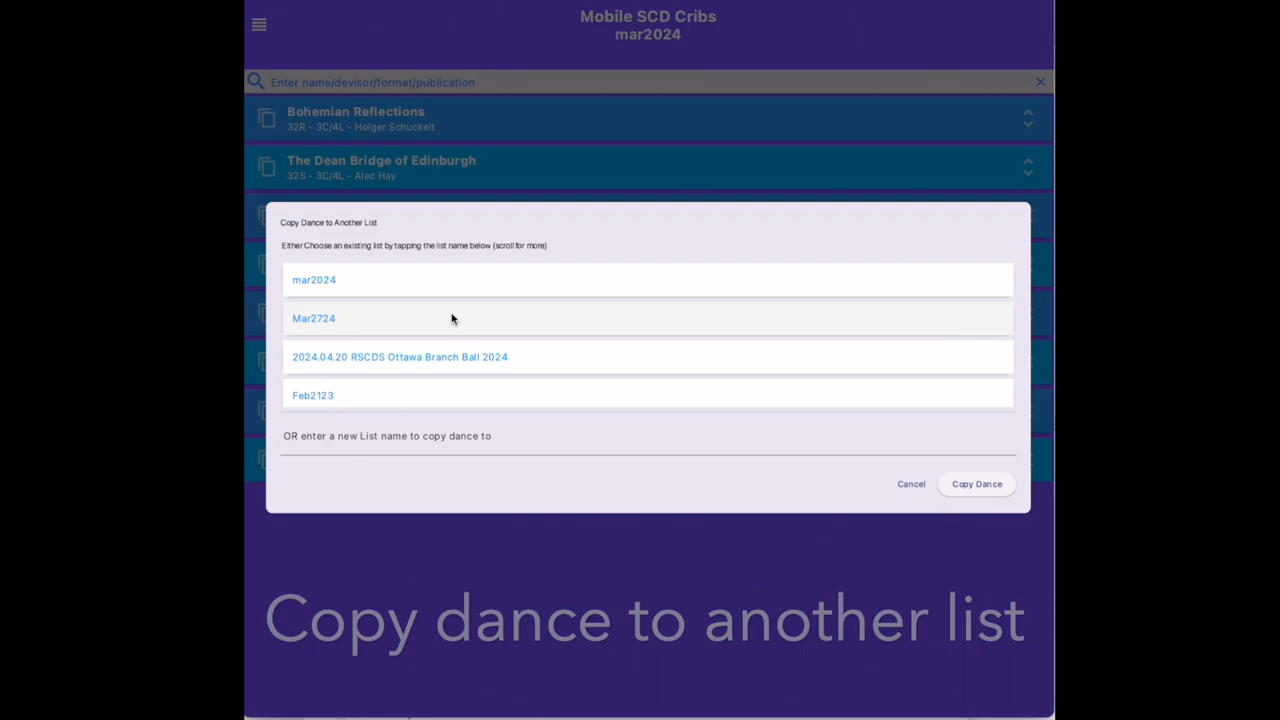 Mobile SCD Cribs
mar2024
Enter name/devisor/format/publication
Bohemian Reflections
32R - 3C/4L - Holger Schuckelt
The Dean Bridge of Edinburgh
32S - 3C/4L - Alec Hay
Copy Dance to Another List
Either Choose an existing list by tapping the list name below (scroll for more)
mar2024
Mar2724
2024.04.20 RSCDS Ottawa Branch Ball 2024
Feb2123
OR enter a new List name to copy dance to
Cancel
Copy Dance
Copy dance to another list